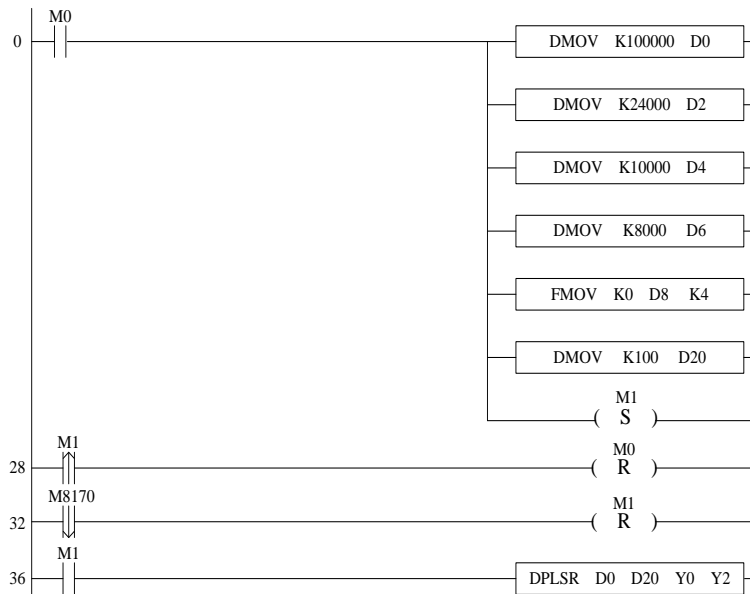 M0
0 DMOV K100000 D0
DMOV K24000 D2
DMOV K10000 D4
DMOV K8000 D6
FMOV K0 D8 K4
DMOV K100 D20
M1
( S )
M1 M0
28 ( R )
M8170 M1
32 ( R )
M1
36 DPLSR D0 D20 Y0 Y2